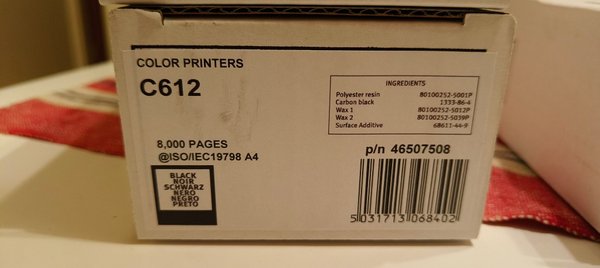 COLOR PRINTERS
C612
INGREDIENTS
Polyester resin 80100252-5001P
Carbon black 1333-86-4
Wax 1 80100252-5012P
Wax 2 80100252-5039P
Surface Additive 68611-44-9
8,000 PAGES
@ISO/IEC19798 A4
p/n 46507508
BLACK
NOIR
SCHWARZ
NERO
NEGRO
PRETO
5 031713 068402